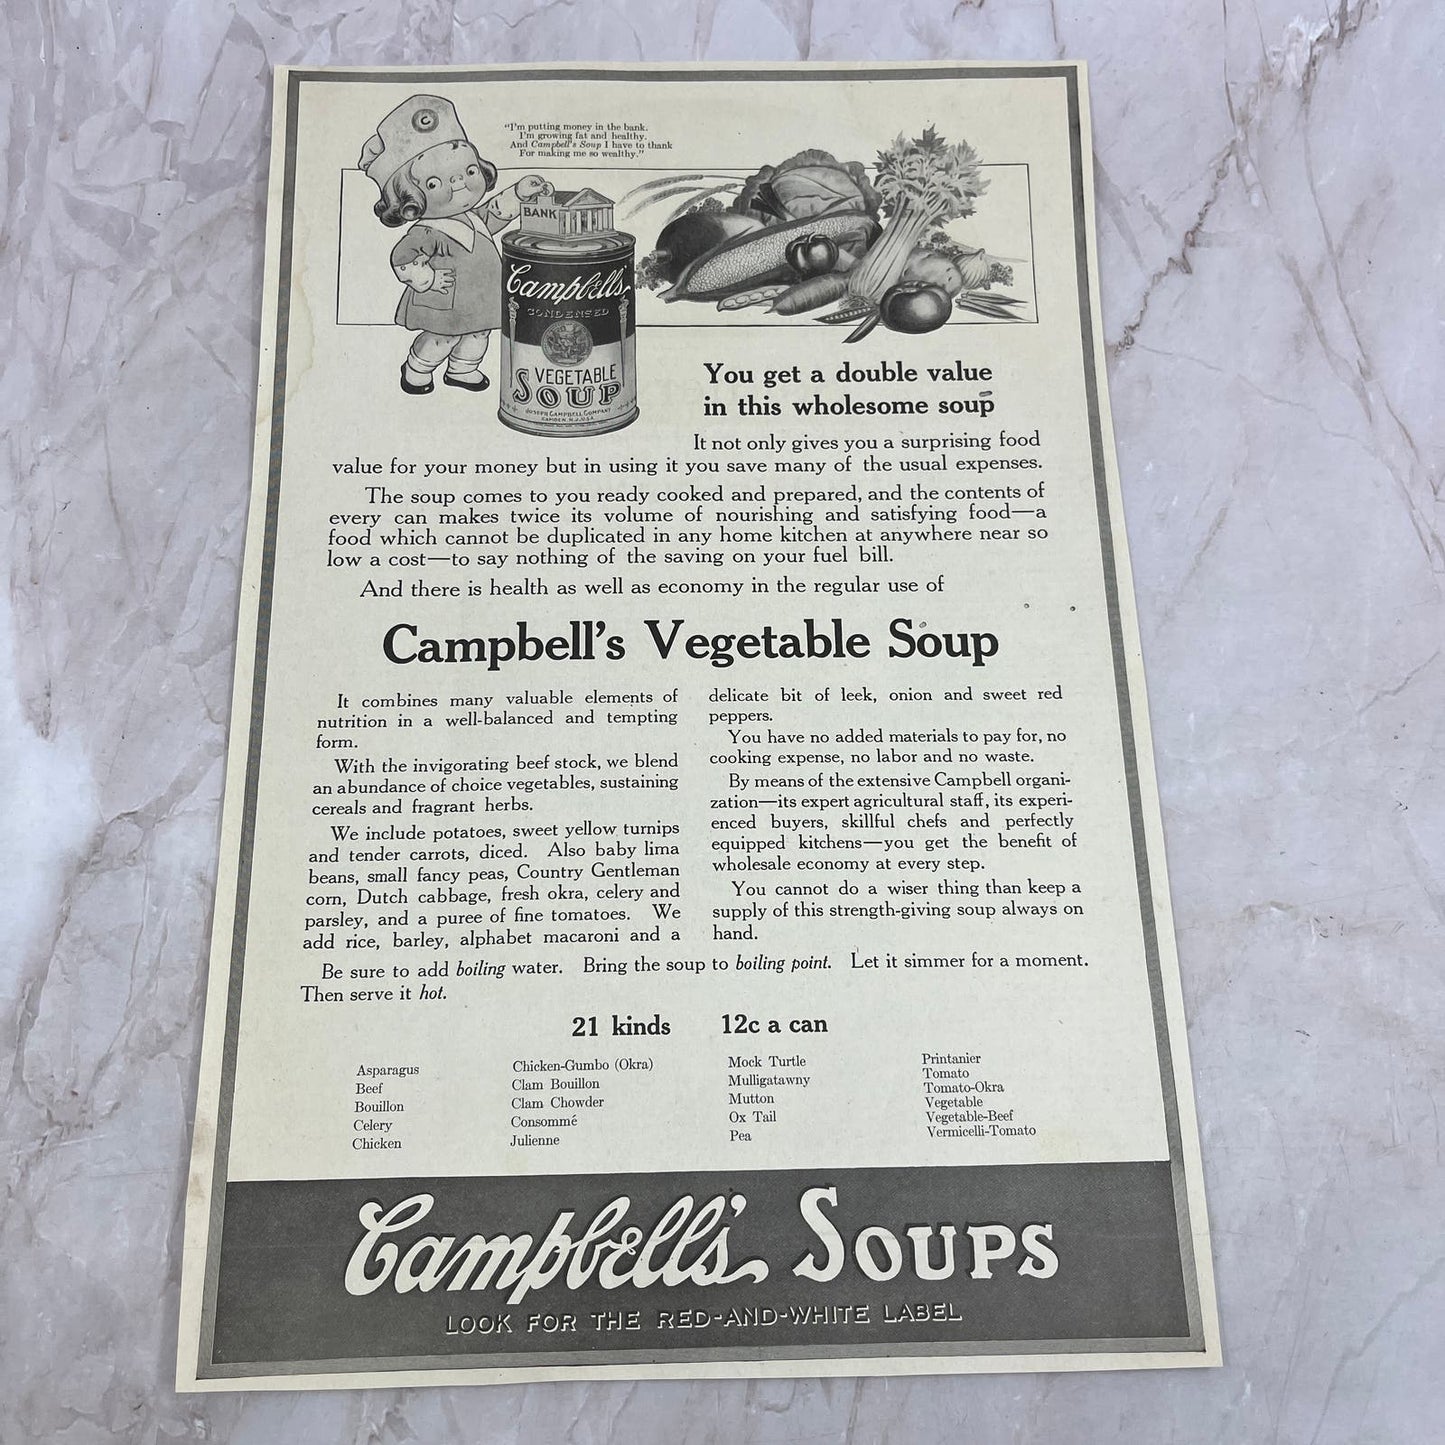 C
"I'm putting money in the bank.
I'm growing fat and healthy.
And Campbell's Soup I have to thank
For making me so wealthy."
BANK
Campbell's
CONDENSED
VEGETABLE
SOUP
JOSEPH CAMPBELL COMPANY
CAMDEN, N.J., U.S.A.
You get a double value
in this wholesome soup
It not only gives you a surprising food
value for your money but in using it you save many of the usual expenses.
The soup comes to you ready cooked and prepared, and the contents of
every can makes twice its volume of nourishing and satisfying food—a
food which cannot be duplicated in any home kitchen at anywhere near so
low a cost—to say nothing of the saving on your fuel bill.
And there is health as well as economy in the regular use of
Campbell's Vegetable Soup
It combines many valuable elements of
nutrition in a well-balanced and tempting
form.
With the invigorating beef stock, we blend
an abundance of choice vegetables, sustaining
cereals and fragrant herbs.
We include potatoes, sweet yellow turnips
and tender carrots, diced. Also baby lima
beans, small fancy peas, Country Gentleman
corn, Dutch cabbage, fresh okra, celery and
parsley, and a puree of fine tomatoes. We
add rice, barley, alphabet macaroni and a
delicate bit of leek, onion and sweet red
peppers.
You have no added materials to pay for, no
cooking expense, no labor and no waste.
By means of the extensive Campbell organi-
zation—its expert agricultural staff, its experi-
enced buyers, skillful chefs and perfectly
equipped kitchens—you get the benefit of
wholesale economy at every step.
You cannot do a wiser thing than keep a
supply of this strength-giving soup always on
hand.
Be sure to add boiling water. Bring the soup to boiling point. Let it simmer for a moment.
Then serve it hot.
21 kinds 12c a can
Asparagus
Beef
Bouillon
Celery
Chicken
Chicken-Gumbo (Okra)
Clam Bouillon
Clam Chowder
Consommé
Julienne
Mock Turtle
Mulligatawny
Mutton
Ox Tail
Pea
Printanier
Tomato
Tomato-Okra
Vegetable
Vegetable-Beef
Vermicelli-Tomato
Campbell's SOUPS
LOOK FOR THE RED-AND-WHITE LABEL